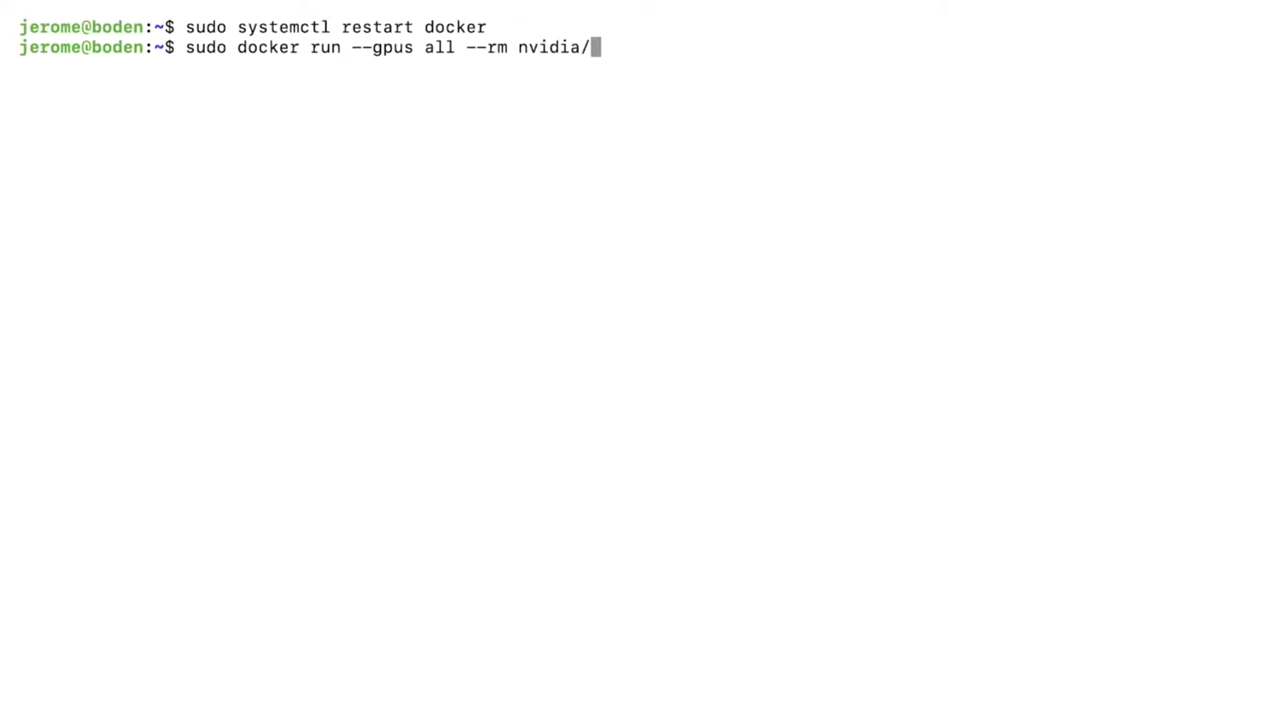 jerome@boden:~$ sudo systemctl restart docker
jerome@boden:~$ sudo docker run --gpus all --rm nvidia/